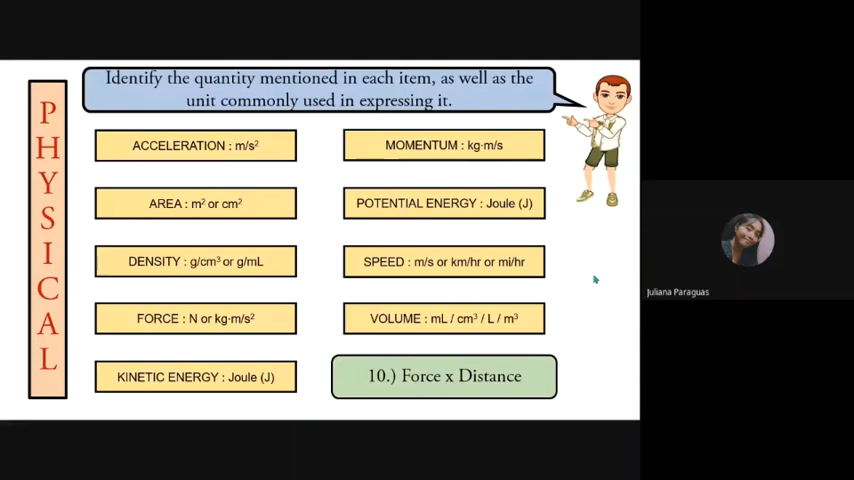 PHYSICAL
Identify the quantity mentioned in each item, as well as the
unit commonly used in expressing it.
ACCELERATION : m/s²
AREA : m² or cm²
DENSITY : g/cm³ or g/mL
FORCE : N or kg·m/s²
KINETIC ENERGY : Joule (J)
MOMENTUM : kg·m/s
POTENTIAL ENERGY : Joule (J)
SPEED : m/s or km/hr or mi/hr
VOLUME : mL / cm³ / L / m³
10.) Force x Distance
Juliana Paraguas